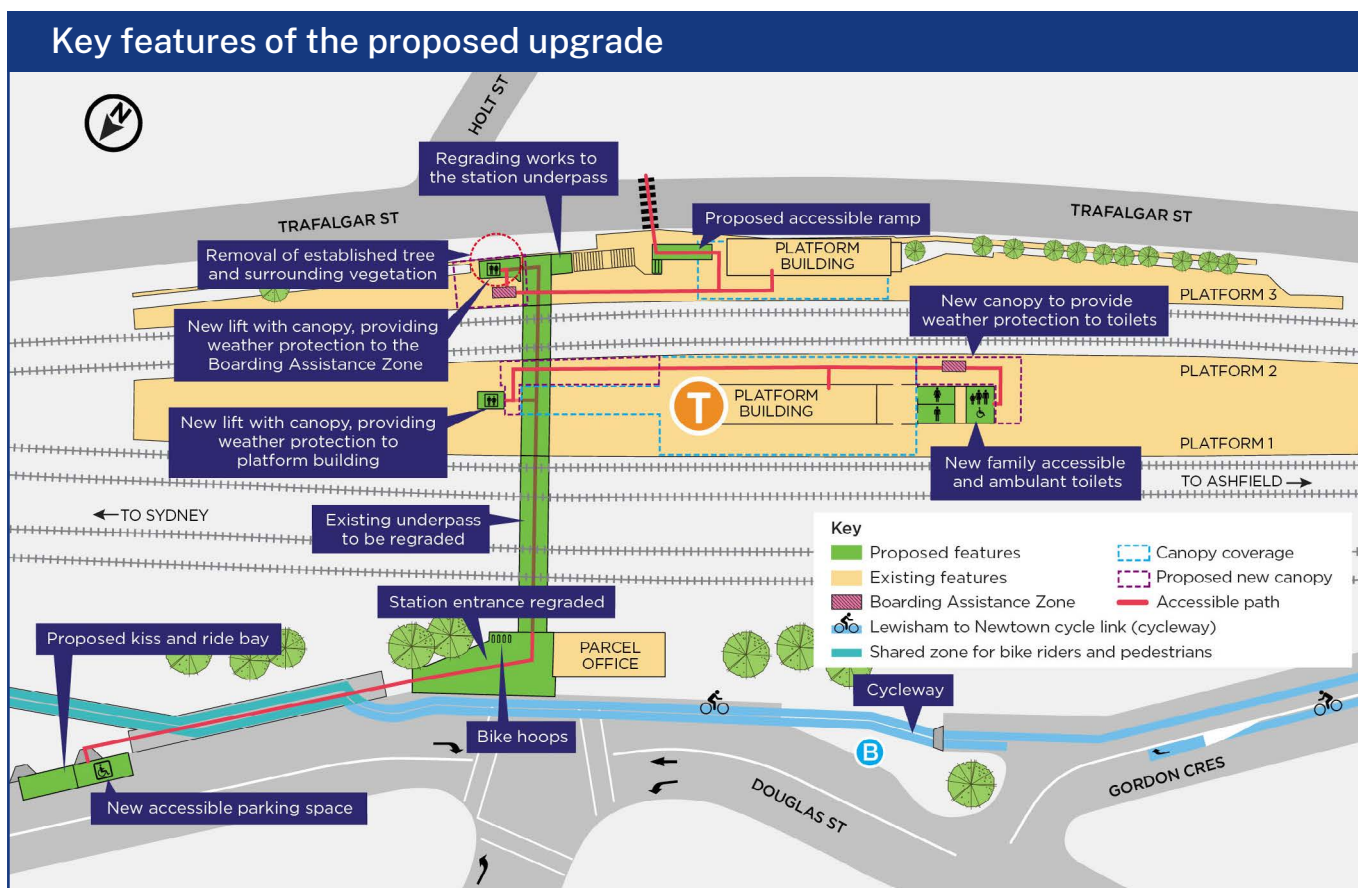 Key features of the proposed upgrade
N
HOLT ST
Regrading works to
the station underpass
TRAFALGAR ST
Proposed accessible ramp
TRAFALGAR ST
Removal of established tree
and surrounding vegetation
PLATFORM
BUILDING
PLATFORM 3
New lift with canopy, providing
weather protection to the
Boarding Assistance Zone
New canopy to provide
weather protection to toilets
PLATFORM 2
T
PLATFORM
BUILDING
New lift with canopy, providing
weather protection to
platform building
PLATFORM 1
New family accessible
and ambulant toilets
TO ASHFIELD
TO SYDNEY
Existing underpass
to be regraded
Key
Proposed features
Existing features
Boarding Assistance Zone
Lewisham to Newtown cycle link (cycleway)
Shared zone for bike riders and pedestrians
Canopy coverage
Proposed new canopy
Accessible path
Station entrance regraded
Proposed kiss and ride bay
PARCEL
OFFICE
Cycleway
Bike hoops
B
New accessible parking space
DOUGLAS ST
GORDON CRES